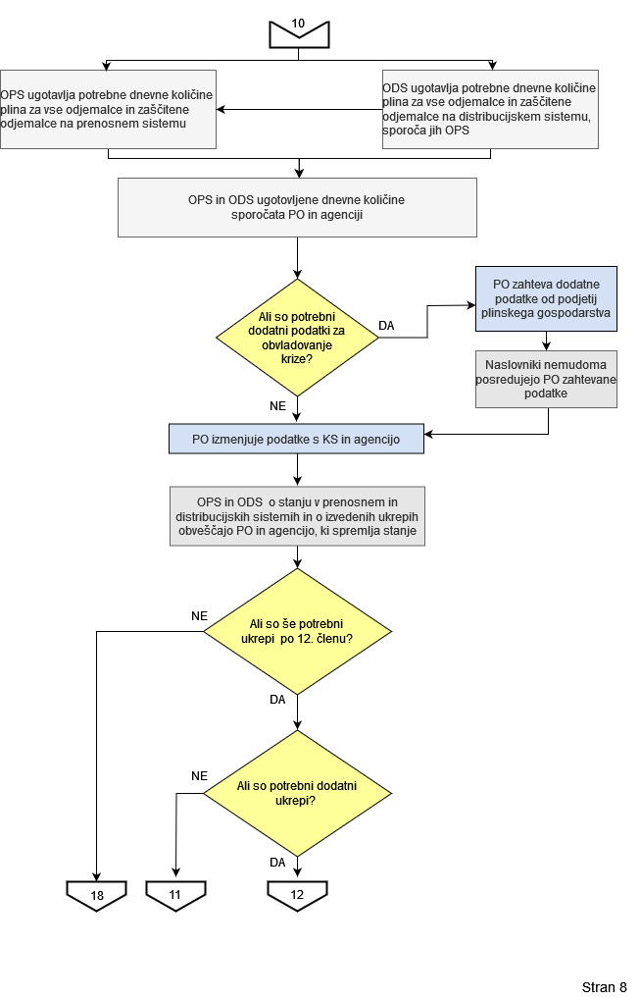 10
OPS ugotavlja potrebne dnevne količine
plina za vse odjemalce in zaščitene
odjemalce na prenosnem sistemu
ODS ugotavlja potrebne dnevne količine
plina za vse odjemalce in zaščitene
odjemalce na distribucijskem sistemu,
sporoča jih OPS
OPS in ODS ugotovljene dnevne količine
sporočata PO in agenciji
Ali so potrebni
dodatni podatki za
obvladovanje
krize?
DA
PO zahteva dodatne
podatke od podjetij
plinskega gospodarstva
Naslovniki nemudoma
posredujejo PO zahtevane
podatke
NE
PO izmenjuje podatke s KS in agencijo
OPS in ODS o stanju v prenosnem in
distribucijskih sistemih in o izvedenih ukrepih
obveščajo PO in agencijo, ki spremlja stanje
NE
Ali so še potrebni
ukrepi po 12. členu?
DA
NE
Ali so potrebni dodatni
ukrepi?
DA
18
11
12
Stran 8